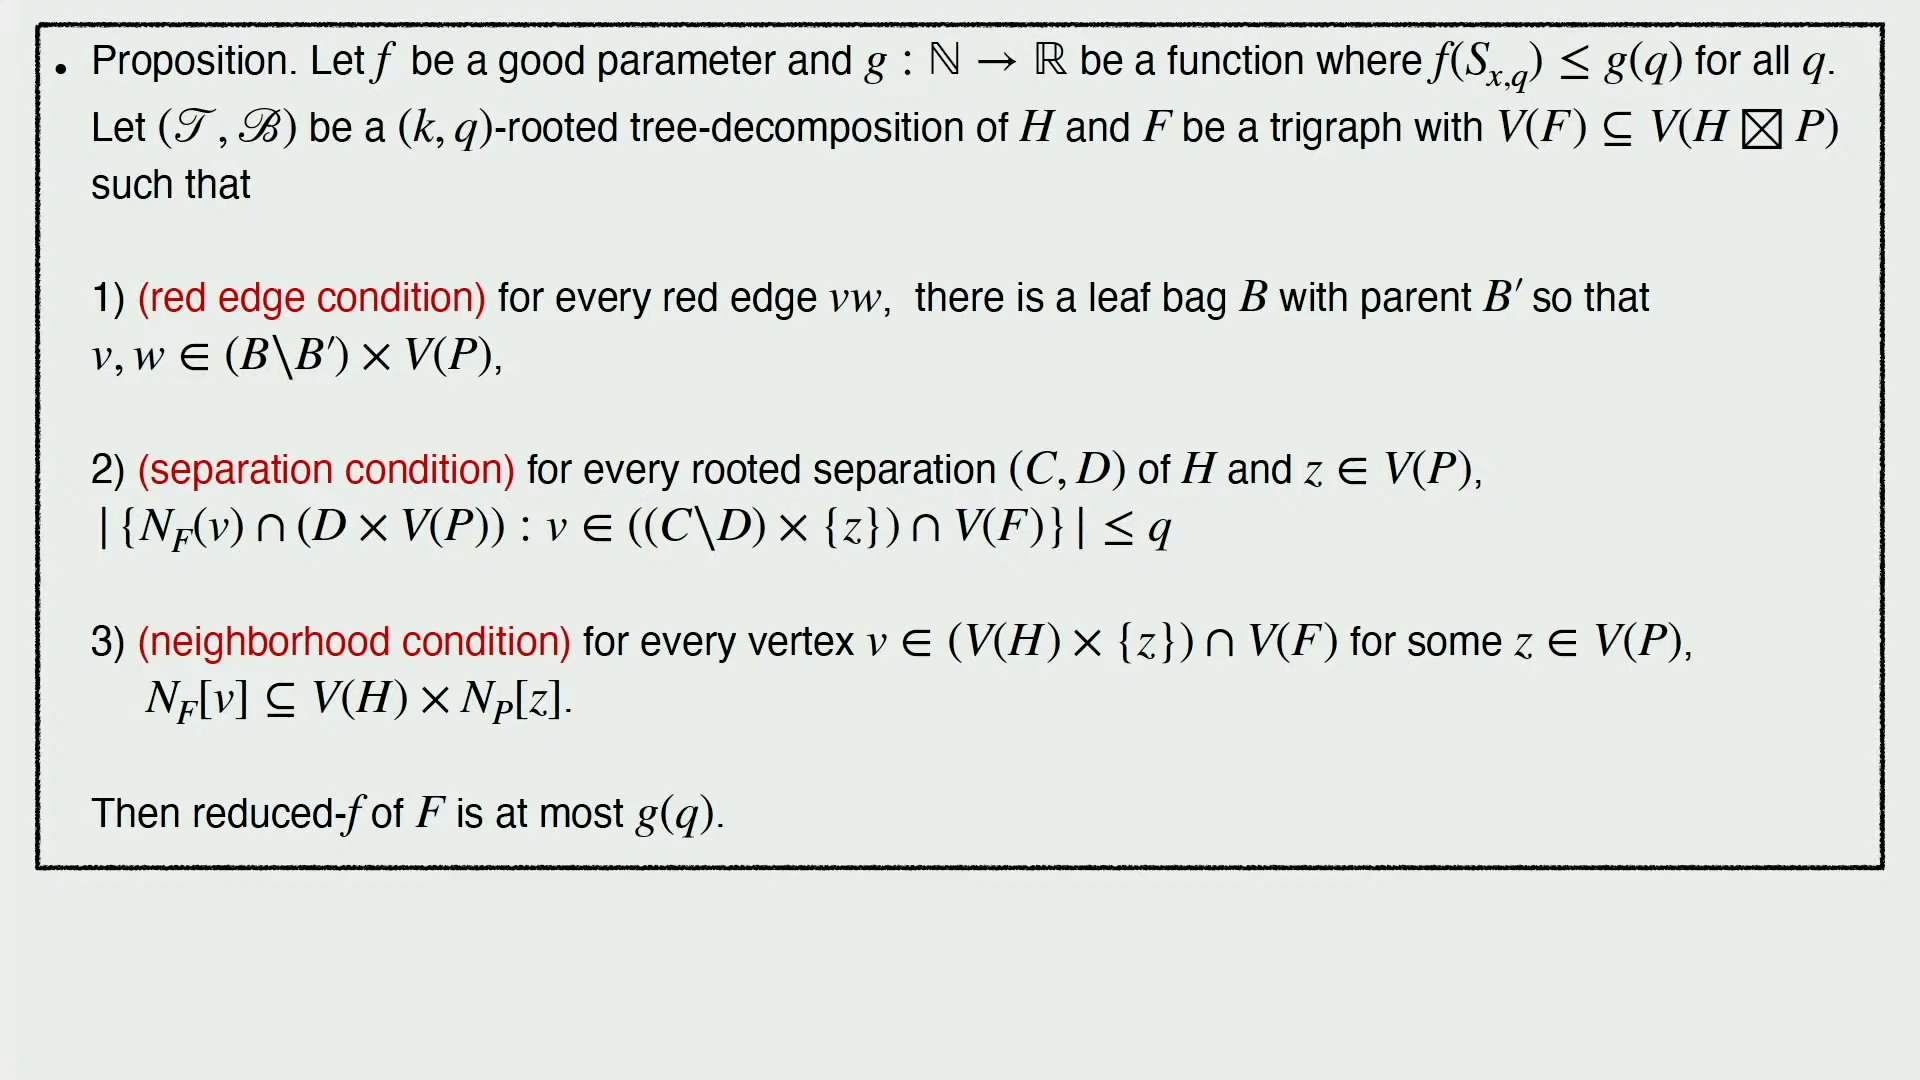 • Proposition. Let f be a good parameter and g : ℕ → ℝ be a function where f(S_{x,q}) ≤ g(q) for all q.
Let (𝒯, ℬ) be a (k, q)-rooted tree-decomposition of H and F be a trigraph with V(F) ⊆ V(H ⊠ P)
such that
1) (red edge condition) for every red edge vw, there is a leaf bag B with parent B′ so that
v, w ∈ (B\B′) × V(P),
2) (separation condition) for every rooted separation (C, D) of H and z ∈ V(P),
|{N_F(v) ∩ (D × V(P)) : v ∈ ((C\D) × {z}) ∩ V(F)}| ≤ q
3) (neighborhood condition) for every vertex v ∈ (V(H) × {z}) ∩ V(F) for some z ∈ V(P),
N_F[v] ⊆ V(H) × N_P[z].
Then reduced-f of F is at most g(q).